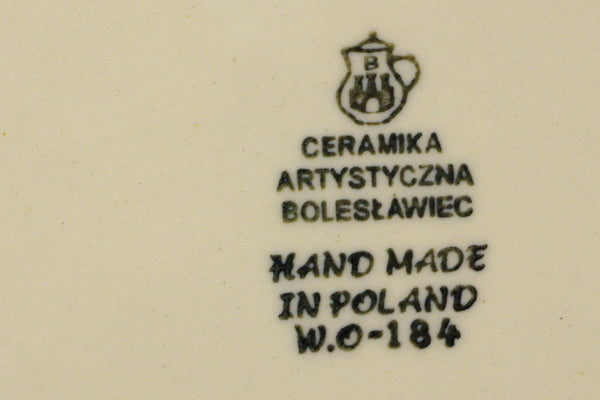 B
CERAMIKA
ARTYSTYCZNA
BOLESŁAWIEC
HAND MADE
IN POLAND
W.O-184